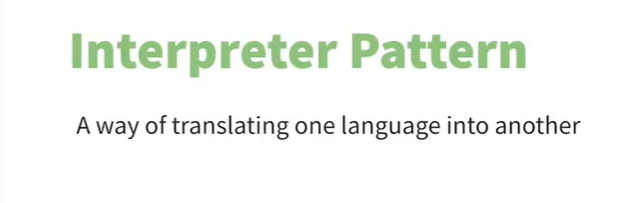 Interpreter Pattern
A way of translating one language into another